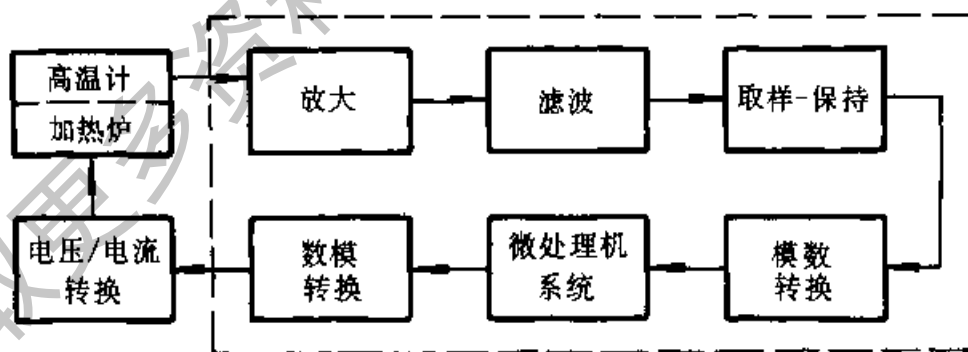 高温计
加热炉
放大
滤波
取样-保持
电压/电流
转换
数模
转换
微处理机
系统
模数
转换